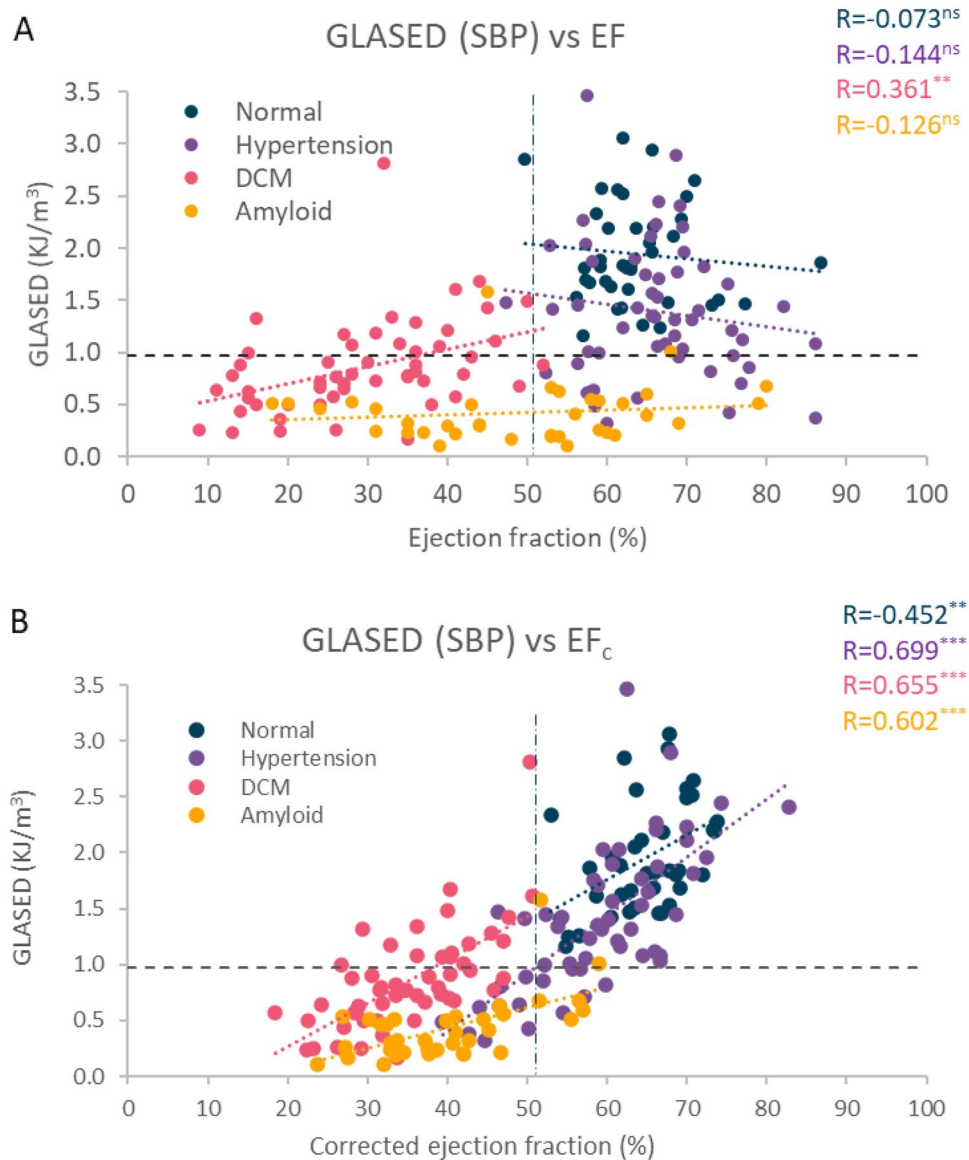 A
GLASED (SBP) vs EF
R=-0.073ns
R=-0.144ns
R=0.361**
R=-0.126ns
Normal
Hypertension
DCM
Amyloid
GLASED (KJ/m³)
3.5
3.0
2.5
2.0
1.5
1.0
0.5
0.0
0 10 20 30 40 50 60 70 80 90 100
Ejection fraction (%)
B
GLASED (SBP) vs EFc
R=-0.452**
R=0.699***
R=0.655***
R=0.602***
Normal
Hypertension
DCM
Amyloid
GLASED (KJ/m³)
3.5
3.0
2.5
2.0
1.5
1.0
0.5
0.0
0 10 20 30 40 50 60 70 80 90 100
Corrected ejection fraction (%)